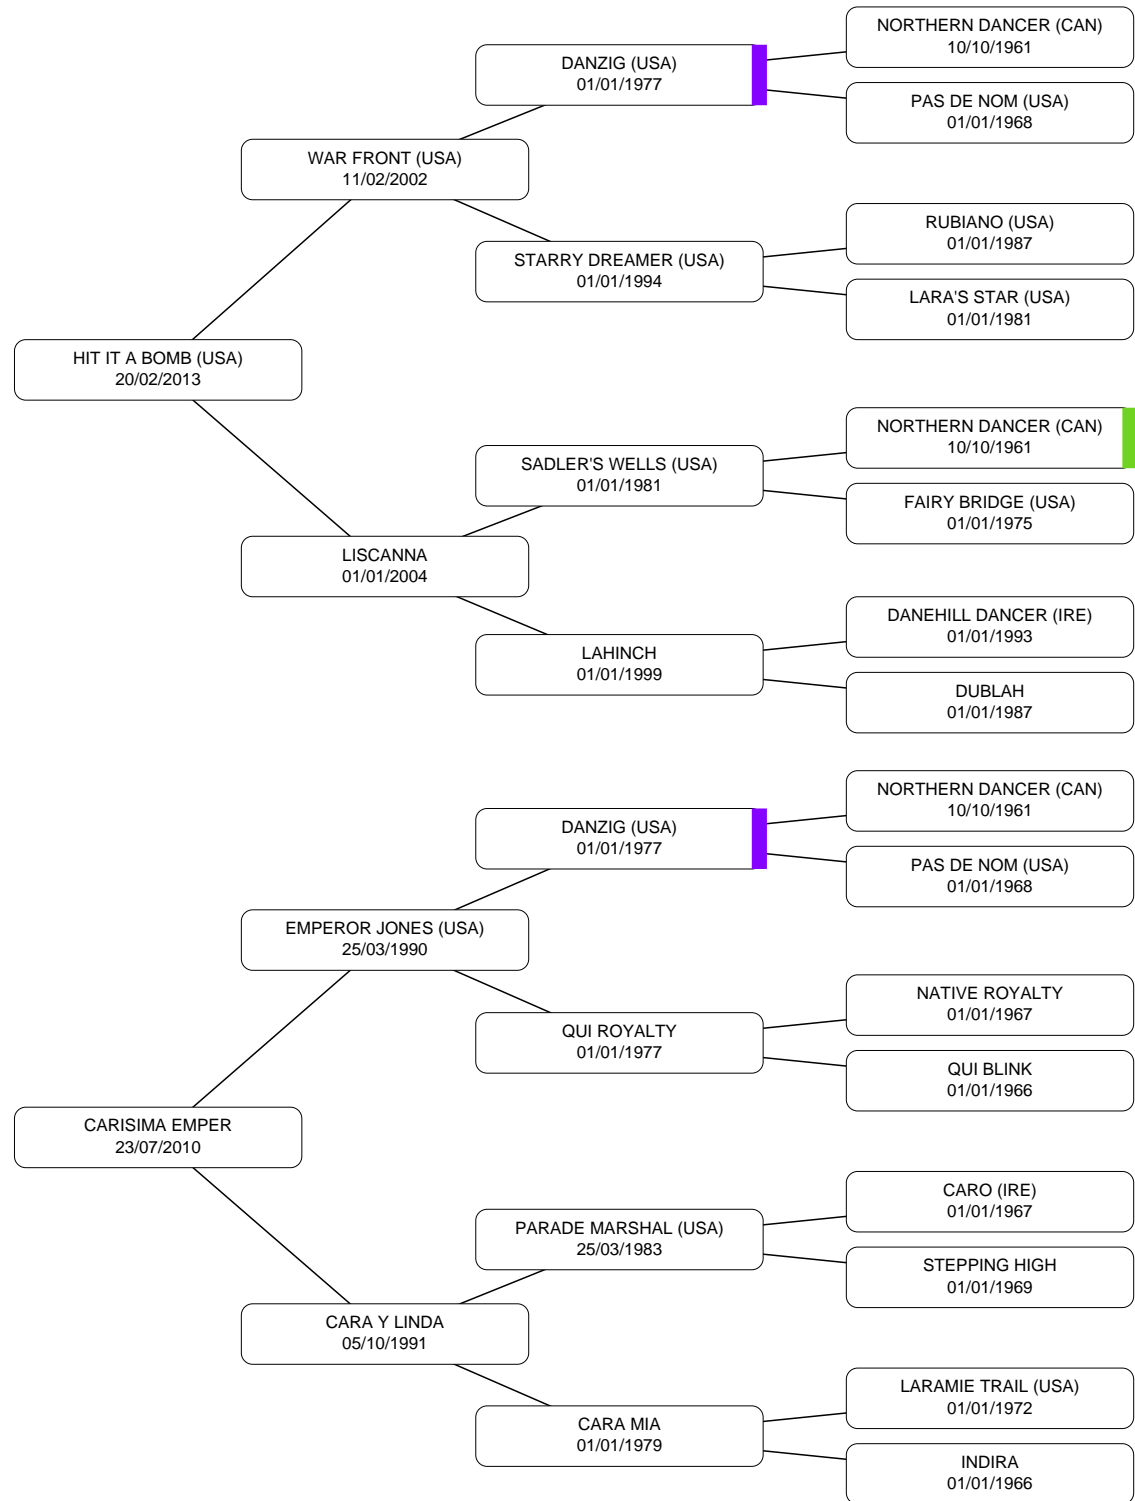 NORTHERN DANCER (CAN)
10/10/1961
DANZIG (USA)
01/01/1977
PAS DE NOM (USA)
01/01/1968
WAR FRONT (USA)
11/02/2002
RUBIANO (USA)
01/01/1987
STARRY DREAMER (USA)
01/01/1994
LARA'S STAR (USA)
01/01/1981
HIT IT A BOMB (USA)
20/02/2013
NORTHERN DANCER (CAN)
10/10/1961
SADLER'S WELLS (USA)
01/01/1981
FAIRY BRIDGE (USA)
01/01/1975
LISCANNA
01/01/2004
DANEHILL DANCER (IRE)
01/01/1993
LAHINCH
01/01/1999
DUBLAH
01/01/1987
NORTHERN DANCER (CAN)
10/10/1961
DANZIG (USA)
01/01/1977
PAS DE NOM (USA)
01/01/1968
EMPEROR JONES (USA)
25/03/1990
NATIVE ROYALTY
01/01/1967
QUI ROYALTY
01/01/1977
QUI BLINK
01/01/1966
CARISIMA EMPER
23/07/2010
CARO (IRE)
01/01/1967
PARADE MARSHAL (USA)
25/03/1983
STEPPING HIGH
01/01/1969
CARA Y LINDA
05/10/1991
LARAMIE TRAIL (USA)
01/01/1972
CARA MIA
01/01/1979
INDIRA
01/01/1966